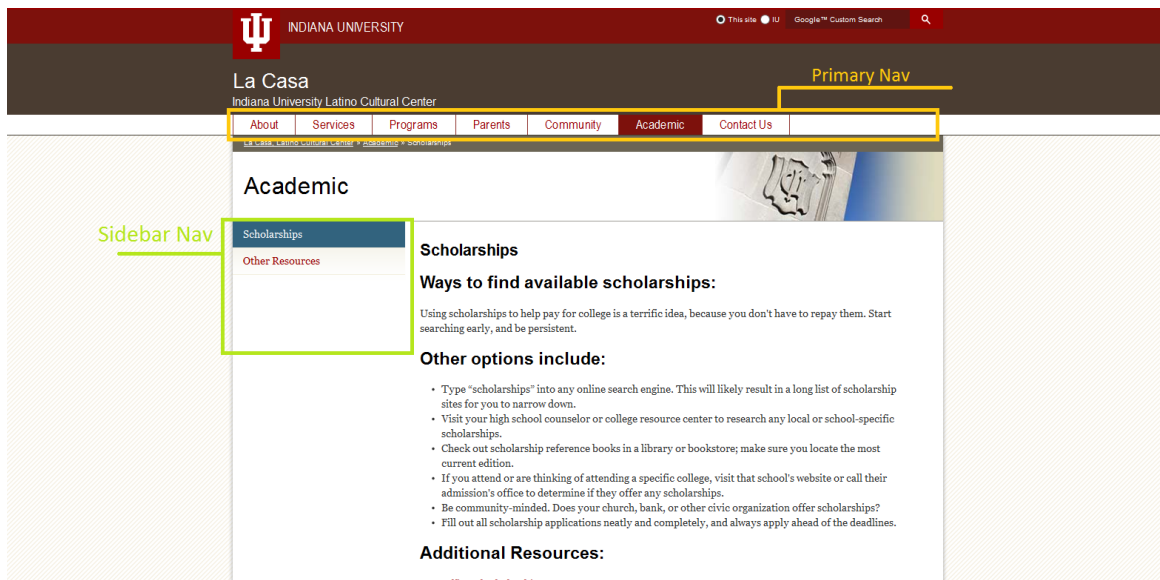 INDIANA UNIVERSITY
This site IU Google™ Custom Search
La Casa
Indiana University Latino Cultural Center
Primary Nav
About Services Programs Parents Community Academic Contact Us
La Casa, Latino Cultural Center » Academic » Scholarships
Academic
Sidebar Nav
Scholarships
Other Resources
Scholarships
Ways to find available scholarships:
Using scholarships to help pay for college is a terrific idea, because you don't have to repay them. Start
searching early, and be persistent.
Other options include:
• Type “scholarships” into any online search engine. This will likely result in a long list of scholarship
sites for you to narrow down.
• Visit your high school counselor or college resource center to research any local or school-specific
scholarships.
• Check out scholarship reference books in a library or bookstore; make sure you locate the most
current edition.
• If you attend or are thinking of attending a specific college, visit that school's website or call their
admission's office to determine if they offer any scholarships.
• Be community-minded. Does your church, bank, or other civic organization offer scholarships?
• Fill out all scholarship applications neatly and completely, and always apply ahead of the deadlines.
Additional Resources: